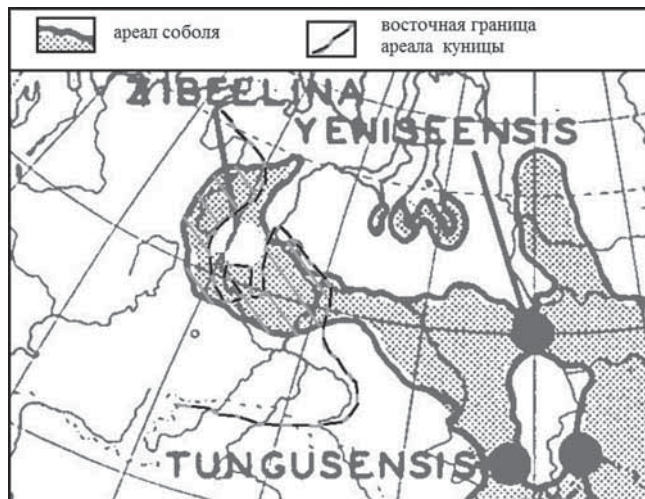 ареал соболя
восточная граница
ареала куницы
ZIBELLINA
YENISEENSIS
TUNGUSENSIS